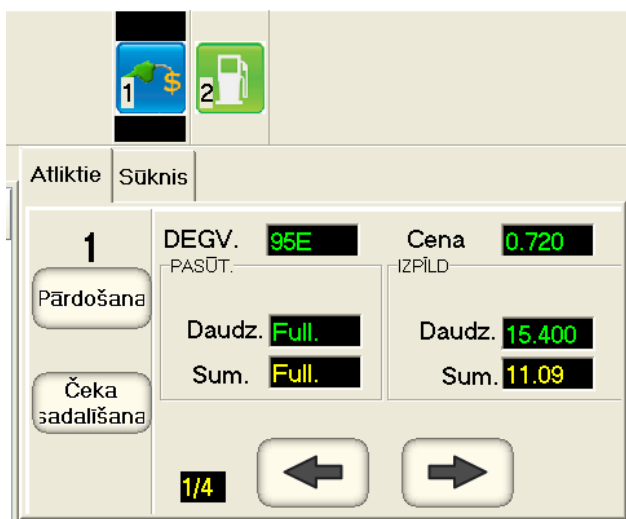 1 $ 2
Atliktie Sūknis
1 DEGV. 95E Cena 0.720
PASŪT. IZPĪLD
Pārdošana
Daudz. Full. Daudz. 15.400
Sum. Full. Sum. 11.09
Čeka
sadalīšana
1/4